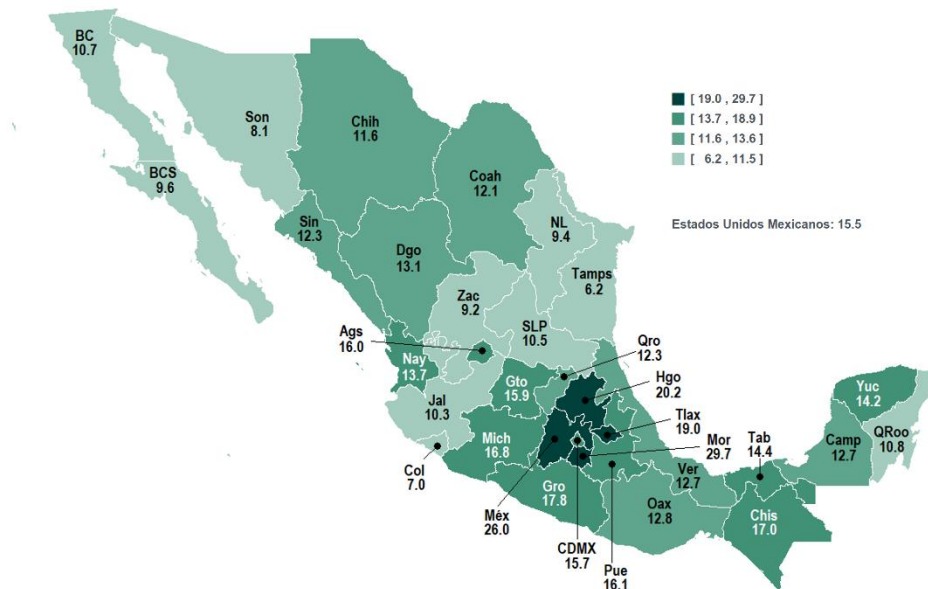 BC
10.7
Son
8.1
Chih
11.6
BCS
9.6
Coah
12.1
Sin
12.3
NL
9.4
Dgo
13.1
Tamps
6.2
Zac
9.2
SLP
10.5
Ags
16.0
Nay
13.7
Qro
12.3
Gto
15.9
Hgo
20.2
Jal
10.3
Tlax
19.0
Mich
16.8
Mor
29.7
Tab
14.4
Yuc
14.2
Camp
12.7
QRoo
10.8
Col
7.0
Ver
12.7
Gro
17.8
Oax
12.8
Chis
17.0
Méx
26.0
CDMX
15.7
Pue
16.1
[ 19.0 , 29.7 ]
[ 13.7 , 18.9 ]
[ 11.6 , 13.6 ]
[ 6.2 , 11.5 ]
Estados Unidos Mexicanos: 15.5